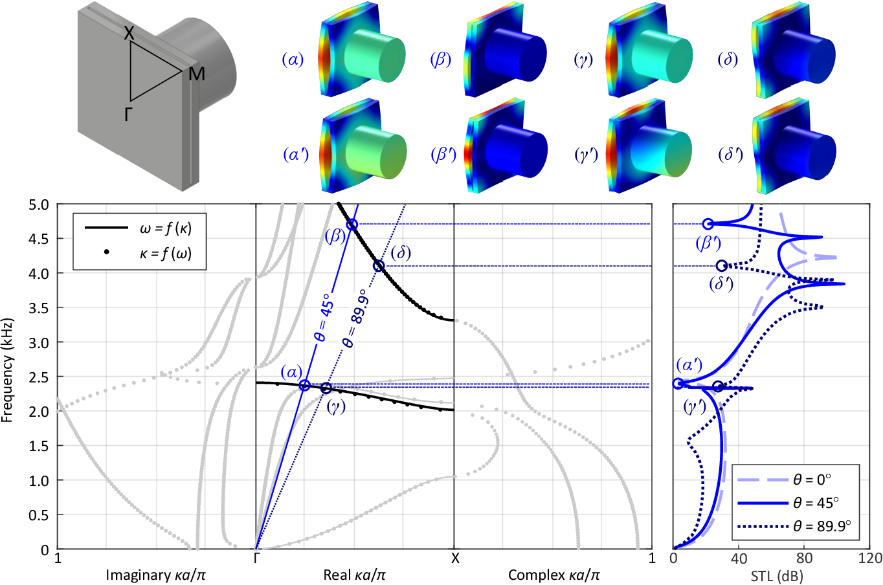 X
M
Γ
(α)
(β)
(γ)
(δ)
(α′)
(β′)
(γ′)
(δ′)
5.0
4.5
4.0
3.5
3.0
2.5
2.0
1.5
1.0
0.5
0
Frequency (kHz)
ω = f (κ)
κ = f (ω)
(β)
(δ)
θ = 45°
θ = 89.9°
(α)
(γ)
1
Γ
X
1
Imaginary κa/π
Real κa/π
Complex κa/π
(β′)
(δ′)
(α′)
(γ′)
θ = 0°
θ = 45°
θ = 89.9°
0
40
80
120
STL (dB)